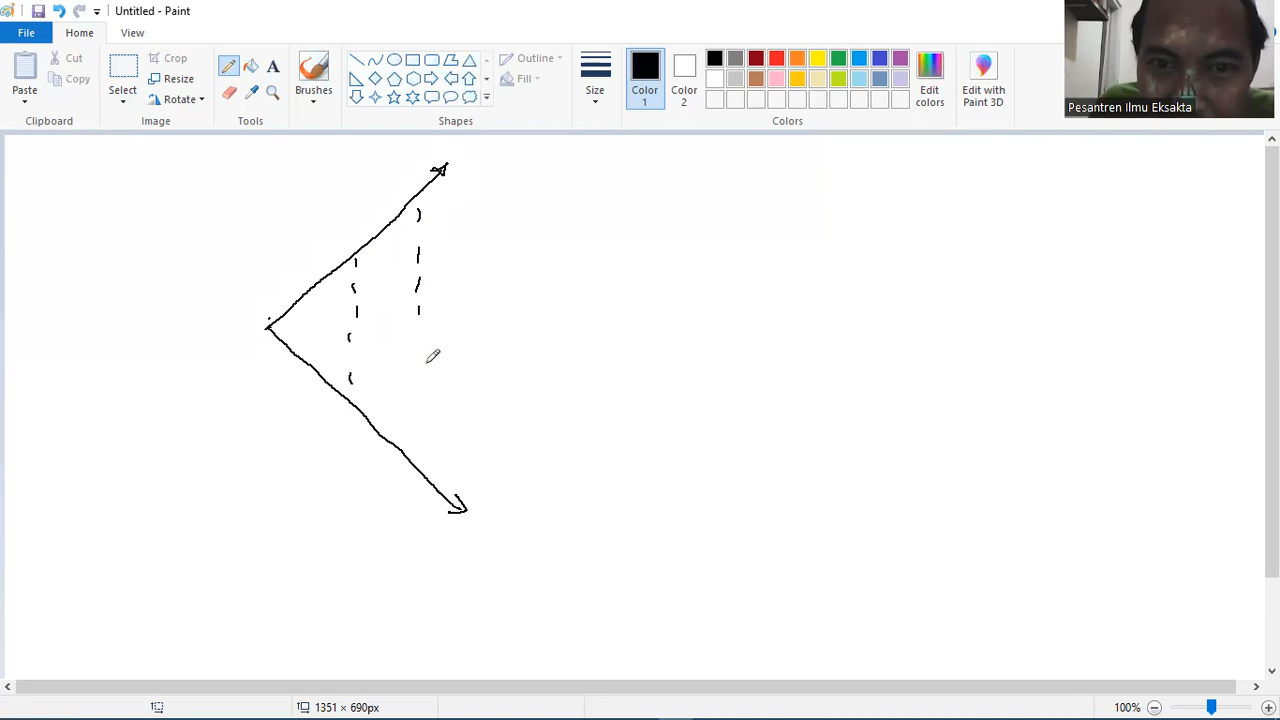 Untitled - Paint
File Home View
Paste
Cut
Copy
Clipboard
Select
Crop
Resize
Rotate
Image
A
Tools
Brushes
Outline
Fill
Shapes
Size
Color 1
Color 2
Edit colors
Colors
Edit with Paint 3D
Pesantren Ilmu Eksakta
1351 × 690px
100%